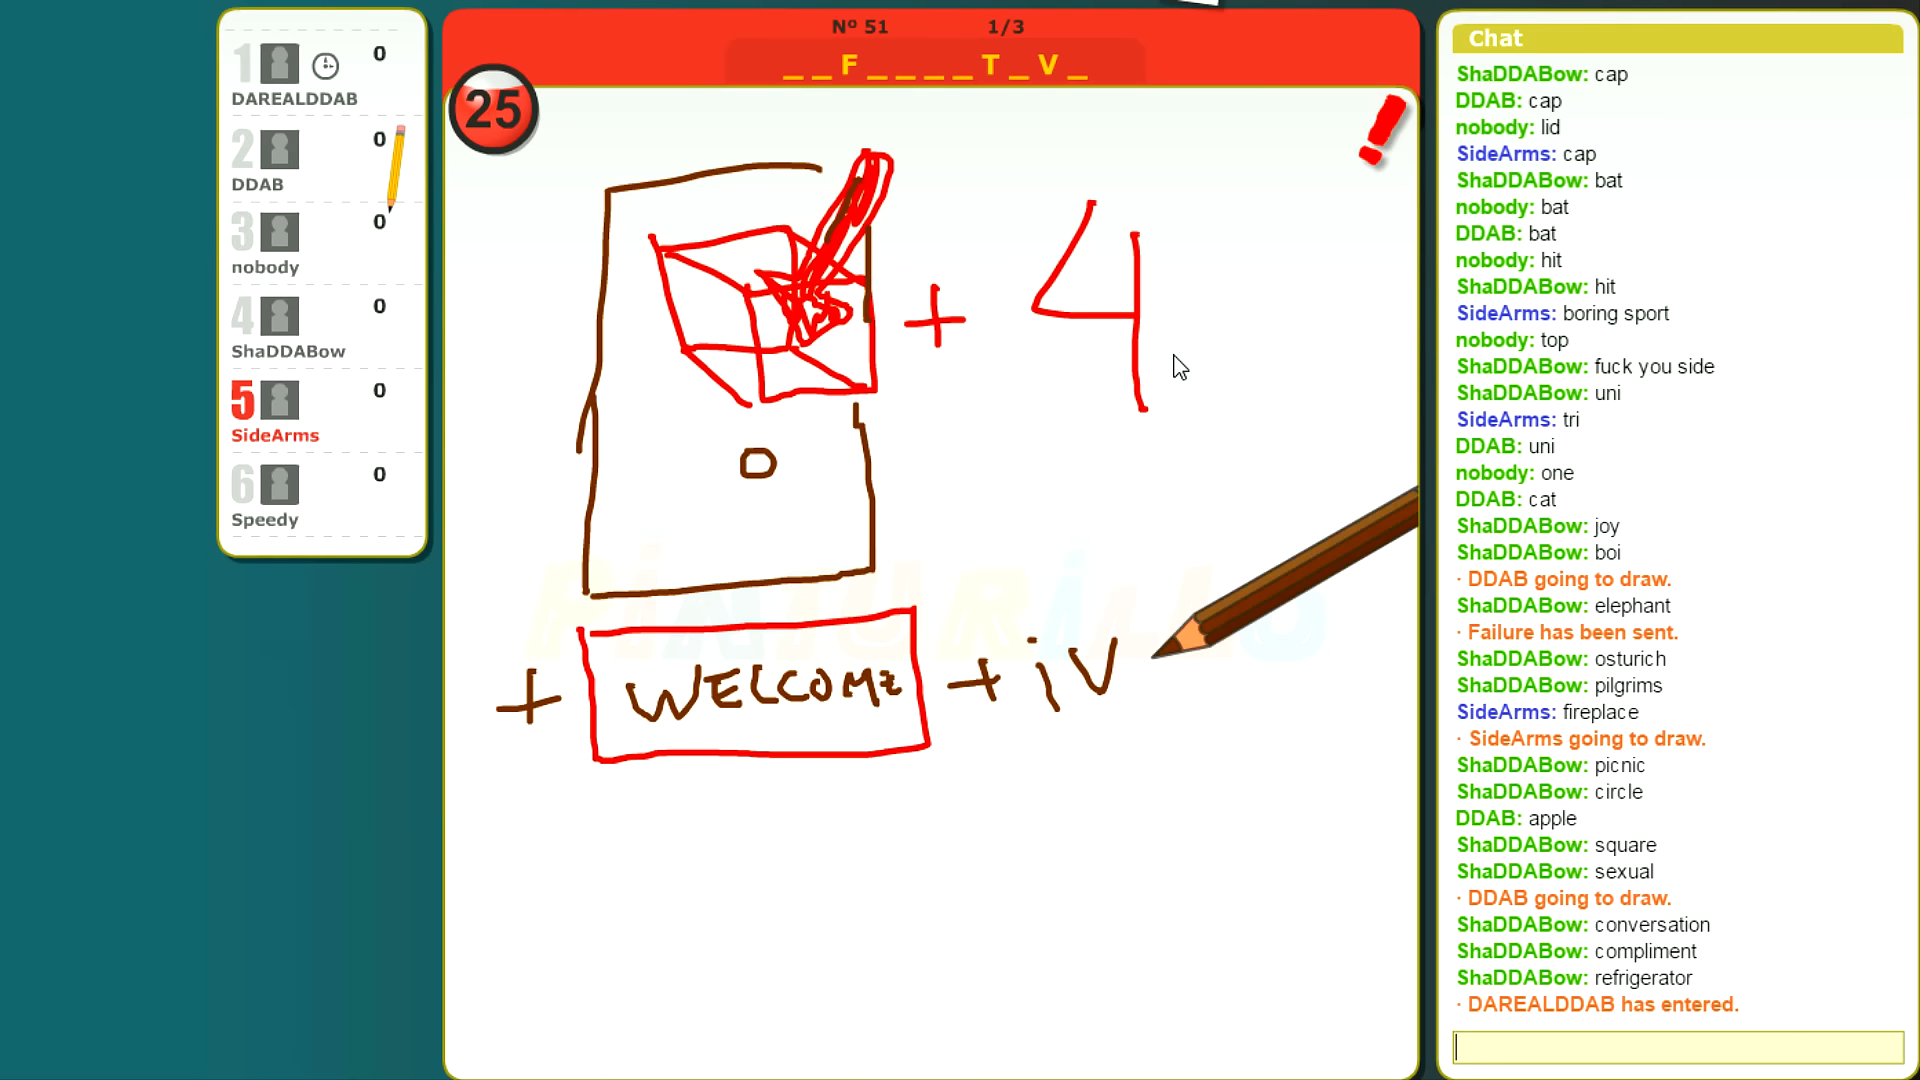 Nº 51 1/3
_ _ F _ _ _ _ T _ V _
25
1 0
DAREALDDAB
2 0
DDAB
3 0
nobody
4 0
ShaDDABow
5 0
SideArms
6 0
Speedy
+ 4
+ WELCOME + iV
PiNTURiLLO
Chat
ShaDDABow: cap
DDAB: cap
nobody: lid
SideArms: cap
ShaDDABow: bat
nobody: bat
DDAB: bat
nobody: hit
ShaDDABow: hit
SideArms: boring sport
nobody: top
ShaDDABow: fuck you side
ShaDDABow: uni
SideArms: tri
DDAB: uni
nobody: one
DDAB: cat
ShaDDABow: joy
ShaDDABow: boi
· DDAB going to draw.
ShaDDABow: elephant
· Failure has been sent.
ShaDDABow: osturich
ShaDDABow: pilgrims
SideArms: fireplace
· SideArms going to draw.
ShaDDABow: picnic
ShaDDABow: circle
DDAB: apple
ShaDDABow: square
ShaDDABow: sexual
· DDAB going to draw.
ShaDDABow: conversation
ShaDDABow: compliment
ShaDDABow: refrigerator
· DAREALDDAB has entered.